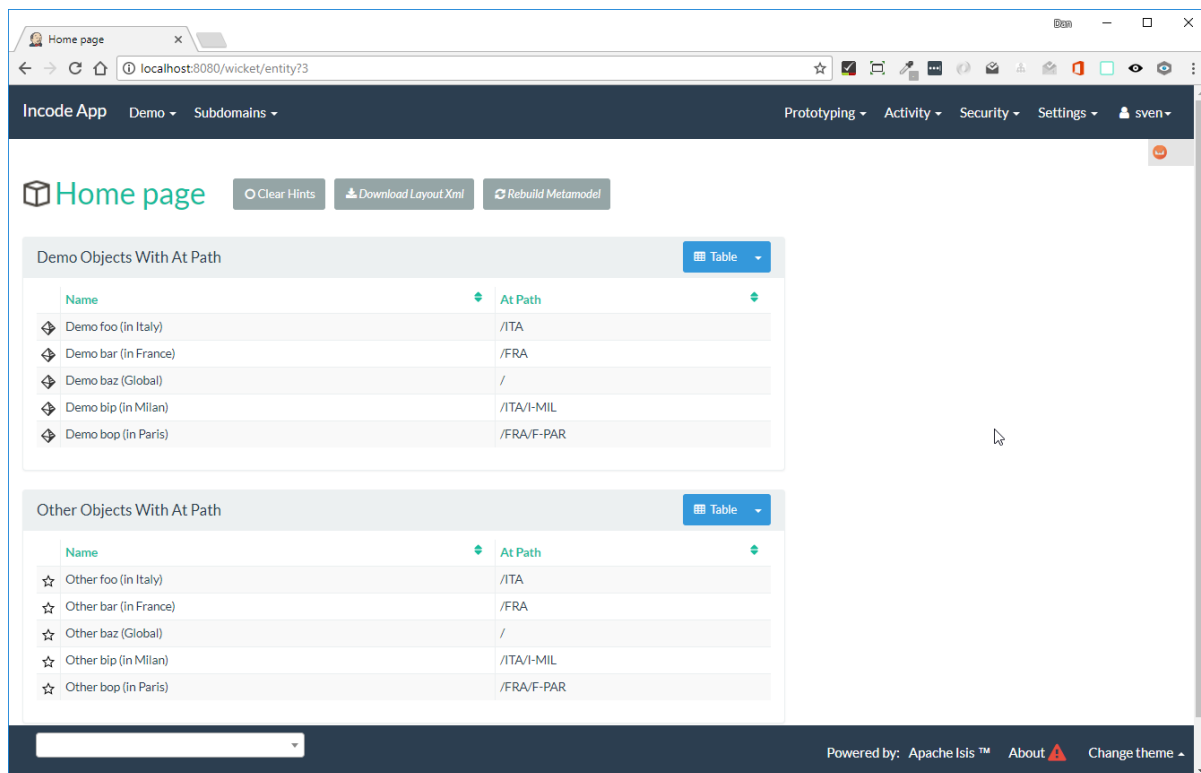 Dan
Home page
localhost:8080/wicket/entity?3
Incode App Demo Subdomains Prototyping Activity Security Settings sven
Home page Clear Hints Download Layout Xml Rebuild Metamodel
Demo Objects With At Path Table
Name At Path
Demo foo (in Italy) /ITA
Demo bar (in France) /FRA
Demo baz (Global) /
Demo bip (in Milan) /ITA/I-MIL
Demo bop (in Paris) /FRA/F-PAR
Other Objects With At Path Table
Name At Path
Other foo (in Italy) /ITA
Other bar (in France) /FRA
Other baz (Global) /
Other bip (in Milan) /ITA/I-MIL
Other bop (in Paris) /FRA/F-PAR
Powered by: Apache Isis ™ About Change theme